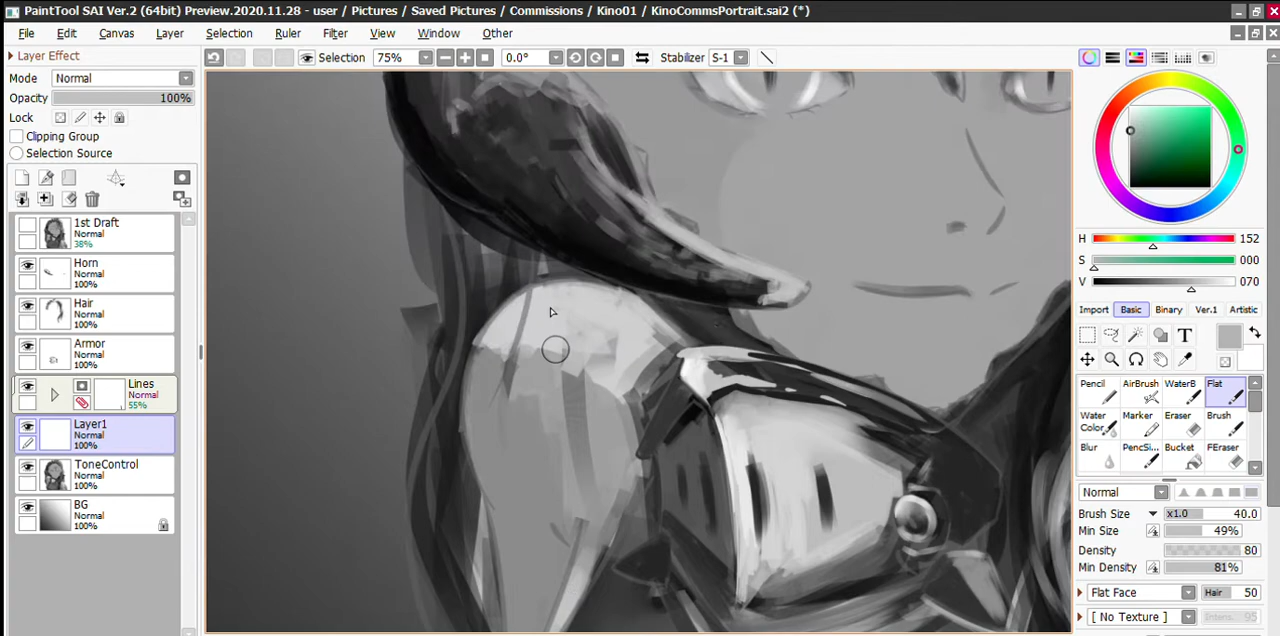 PaintTool SAI Ver.2 (64bit) Preview.2020.11.28 - user / Pictures / Saved Pictures / Commissions / Kino01 / KinoCommsPortrait.sai2 (*)
File Edit Canvas Layer Selection Ruler Filter View Window Other
Layer Effect
Selection 75% 0.0° Stabilizer S-1
Mode Normal
Opacity 100%
Lock
Clipping Group
Selection Source
1st Draft
38%
Horn
Normal
100%
Hair
Normal
100%
Armor
Normal
100%
Lines
Normal
55%
Layer1
Normal
100%
ToneControl
Normal
100%
BG
Normal
100%
H 152
S 000
V 070
Import Basic Binary Ver.1 Artistic
T
Pencil AirBrush WaterB Flat
Water Color Marker Eraser Brush
Blur PencSi... Bucket FEraser
Normal
Brush Size x1.0 40.0
Min Size 49%
Density 80
Min Density 81%
Flat Face Hair 50
[ No Texture ] Intens. 95